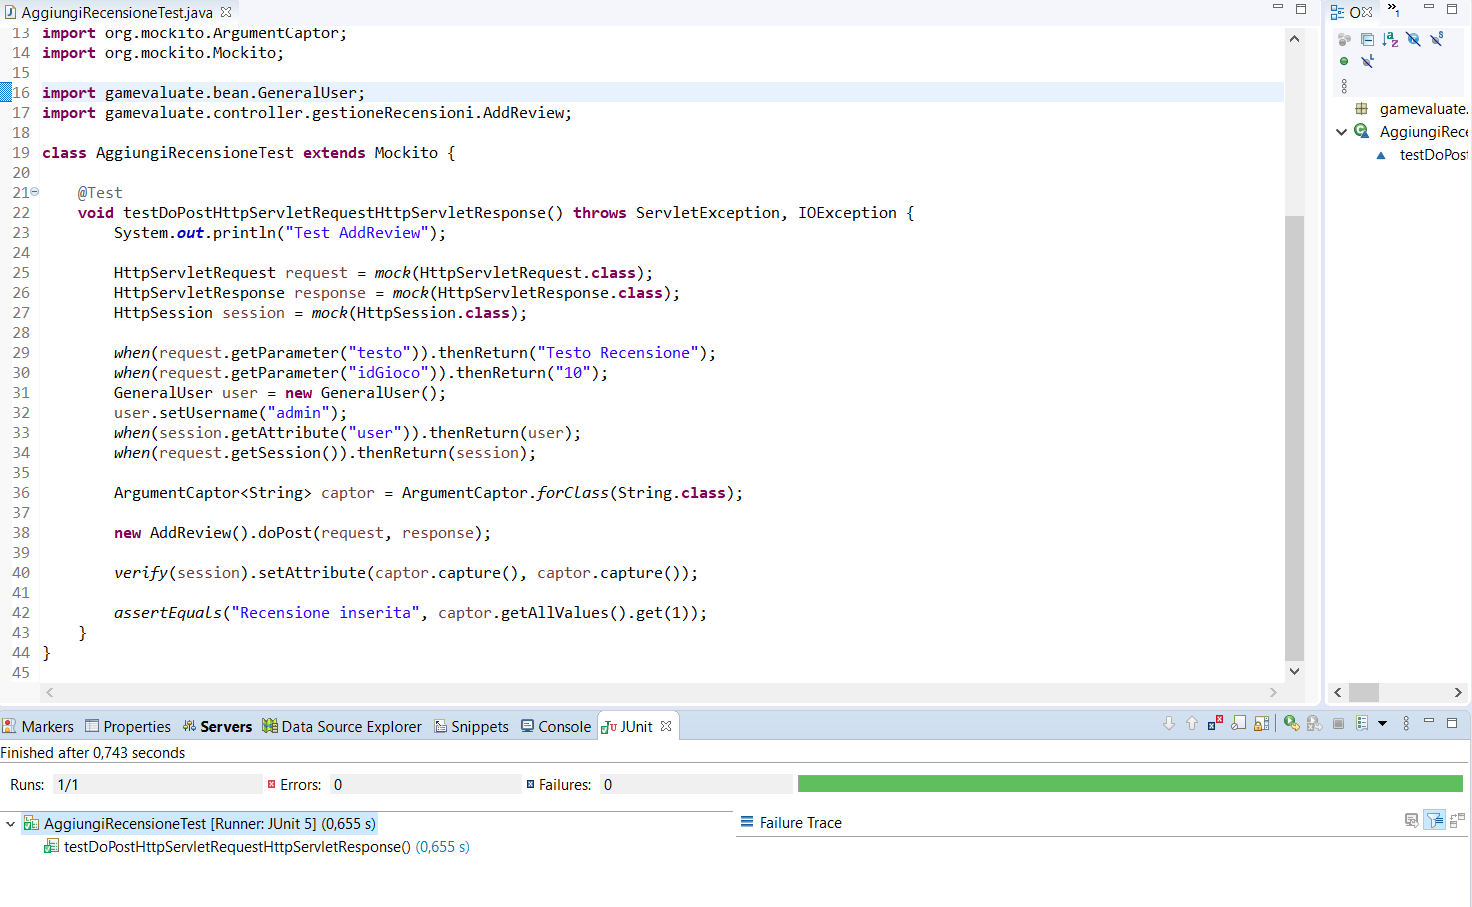 AggiungiRecensioneTest.java
13 import org.mockito.ArgumentCaptor;
14 import org.mockito.Mockito;
15
16 import gamevaluate.bean.GeneralUser;
17 import gamevaluate.controller.gestioneRecensioni.AddReview;
18
19 class AggiungiRecensioneTest extends Mockito {
20
21 @Test
22 void testDoPostHttpServletRequestHttpServletResponse() throws ServletException, IOException {
23 System.out.println("Test AddReview");
24
25 HttpServletRequest request = mock(HttpServletRequest.class);
26 HttpServletResponse response = mock(HttpServletResponse.class);
27 HttpSession session = mock(HttpSession.class);
28
29 when(request.getParameter("testo")).thenReturn("Testo Recensione");
30 when(request.getParameter("idGioco")).thenReturn("10");
31 GeneralUser user = new GeneralUser();
32 user.setUsername("admin");
33 when(session.getAttribute("user")).thenReturn(user);
34 when(request.getSession()).thenReturn(session);
35
36 ArgumentCaptor<String> captor = ArgumentCaptor.forClass(String.class);
37
38 new AddReview().doPost(request, response);
39
40 verify(session).setAttribute(captor.capture(), captor.capture());
41
42 assertEquals("Recensione inserita", captor.getAllValues().get(1));
43 }
44 }
45
O
»1
gamevaluate.
AggiungiRece
testDoPost
Markers Properties Servers Data Source Explorer Snippets Console JUnit
Finished after 0,743 seconds
Runs: 1/1 Errors: 0 Failures: 0
AggiungiRecensioneTest [Runner: JUnit 5] (0,655 s)
testDoPostHttpServletRequestHttpServletResponse() (0,655 s)
Failure Trace